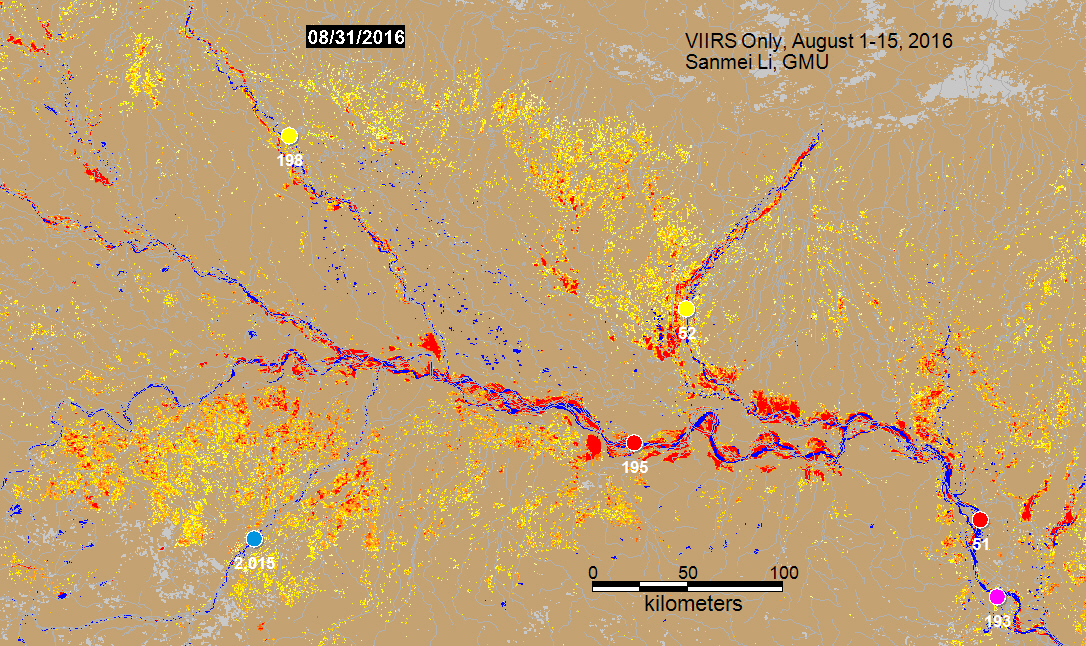 08/31/2016
VIIRS Only, August 1-15, 2016
Sanmei Li, GMU
198
52
195
2,015
51
193
0 50 100
kilometers